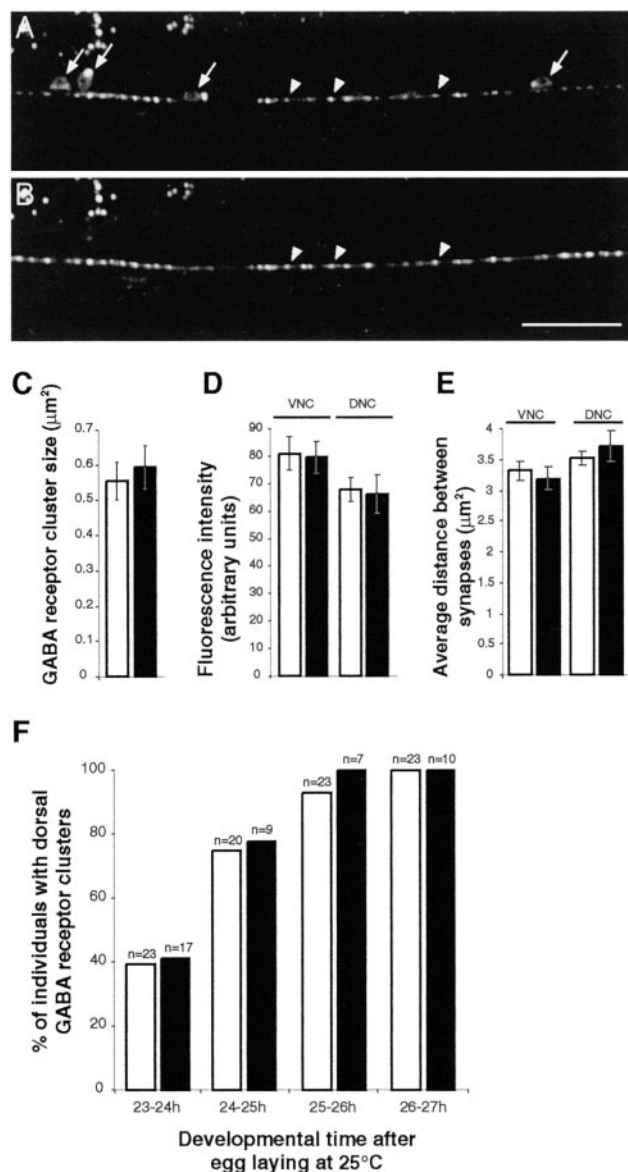 A
B
C
GABA receptor cluster size (μm²)
0.7
0.6
0.5
0.4
0.3
0.2
0.1
0
D
VNC DNC
Fluorescence intensity
(arbitrary units)
90
80
70
60
50
40
30
20
10
0
E
VNC DNC
Average distance between
synapses (μm²)
4
3.5
3
2.5
2
1.5
1
0.5
0
F
% of individuals with dorsal
GABA receptor clusters
100
80
60
40
20
0
n=23 n=17
n=20 n=9
n=23 n=7
n=23 n=10
23-24h 24-25h 25-26h 26-27h
Developmental time after
egg laying at 25°C